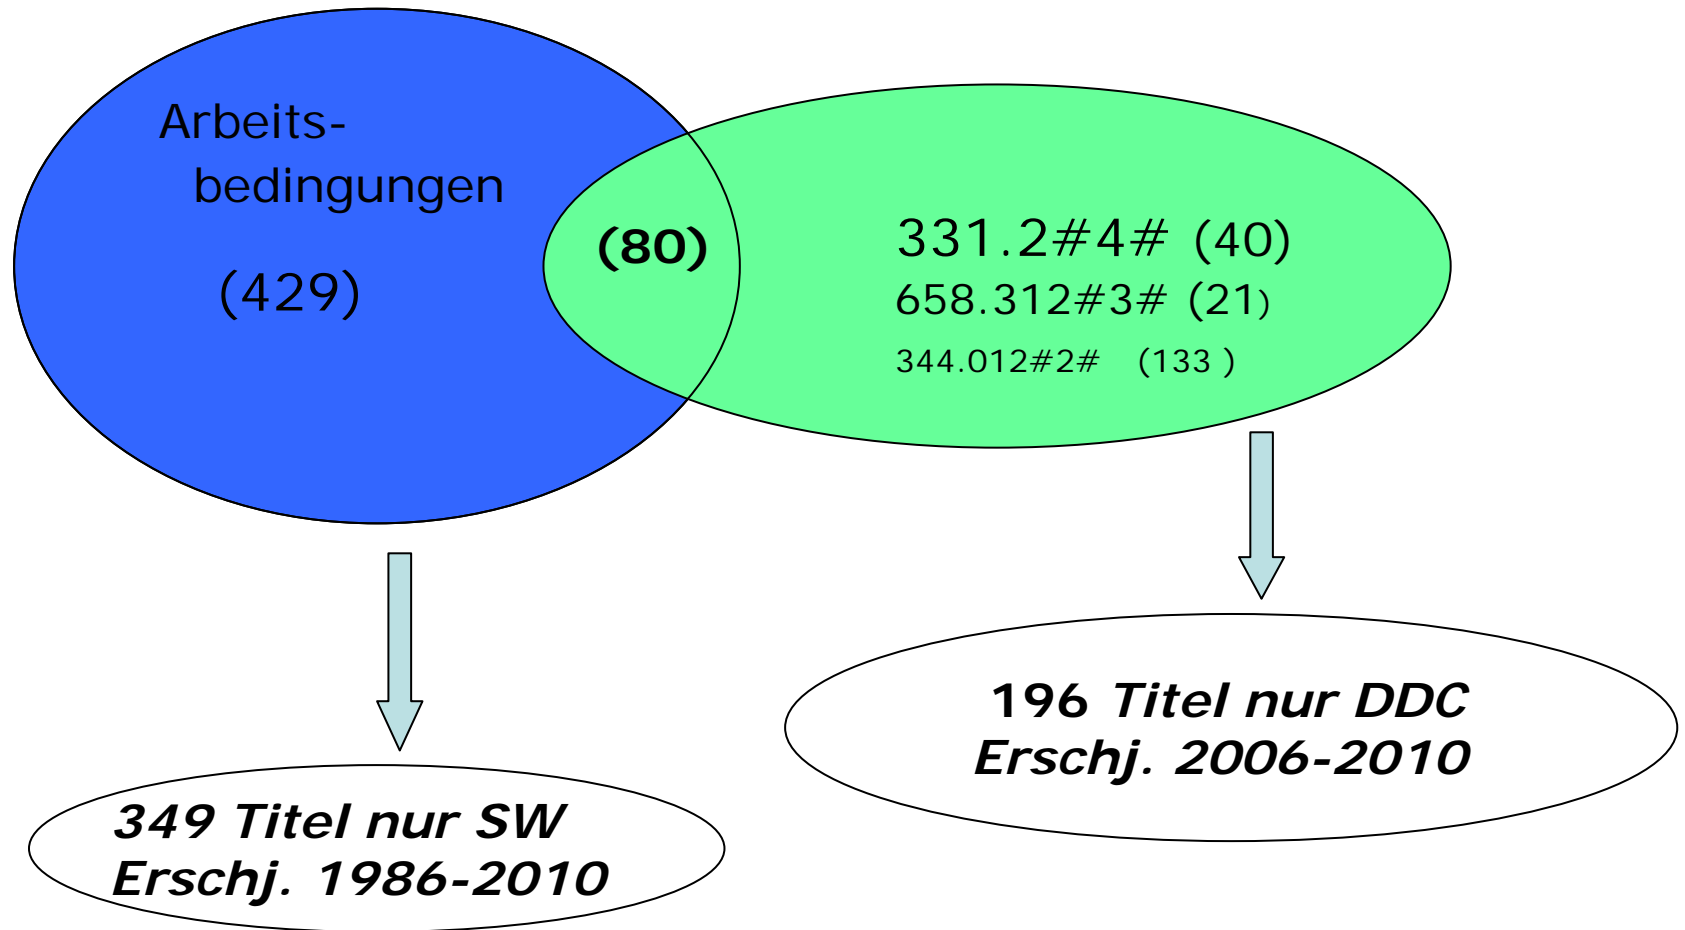 Arbeits-
bedingungen
(429)
(80)
331.2#4# (40)
658.312#3# (21)
344.012#2# (133 )
196 Titel nur DDC
Erschj. 2006-2010
349 Titel nur SW
Erschj. 1986-2010